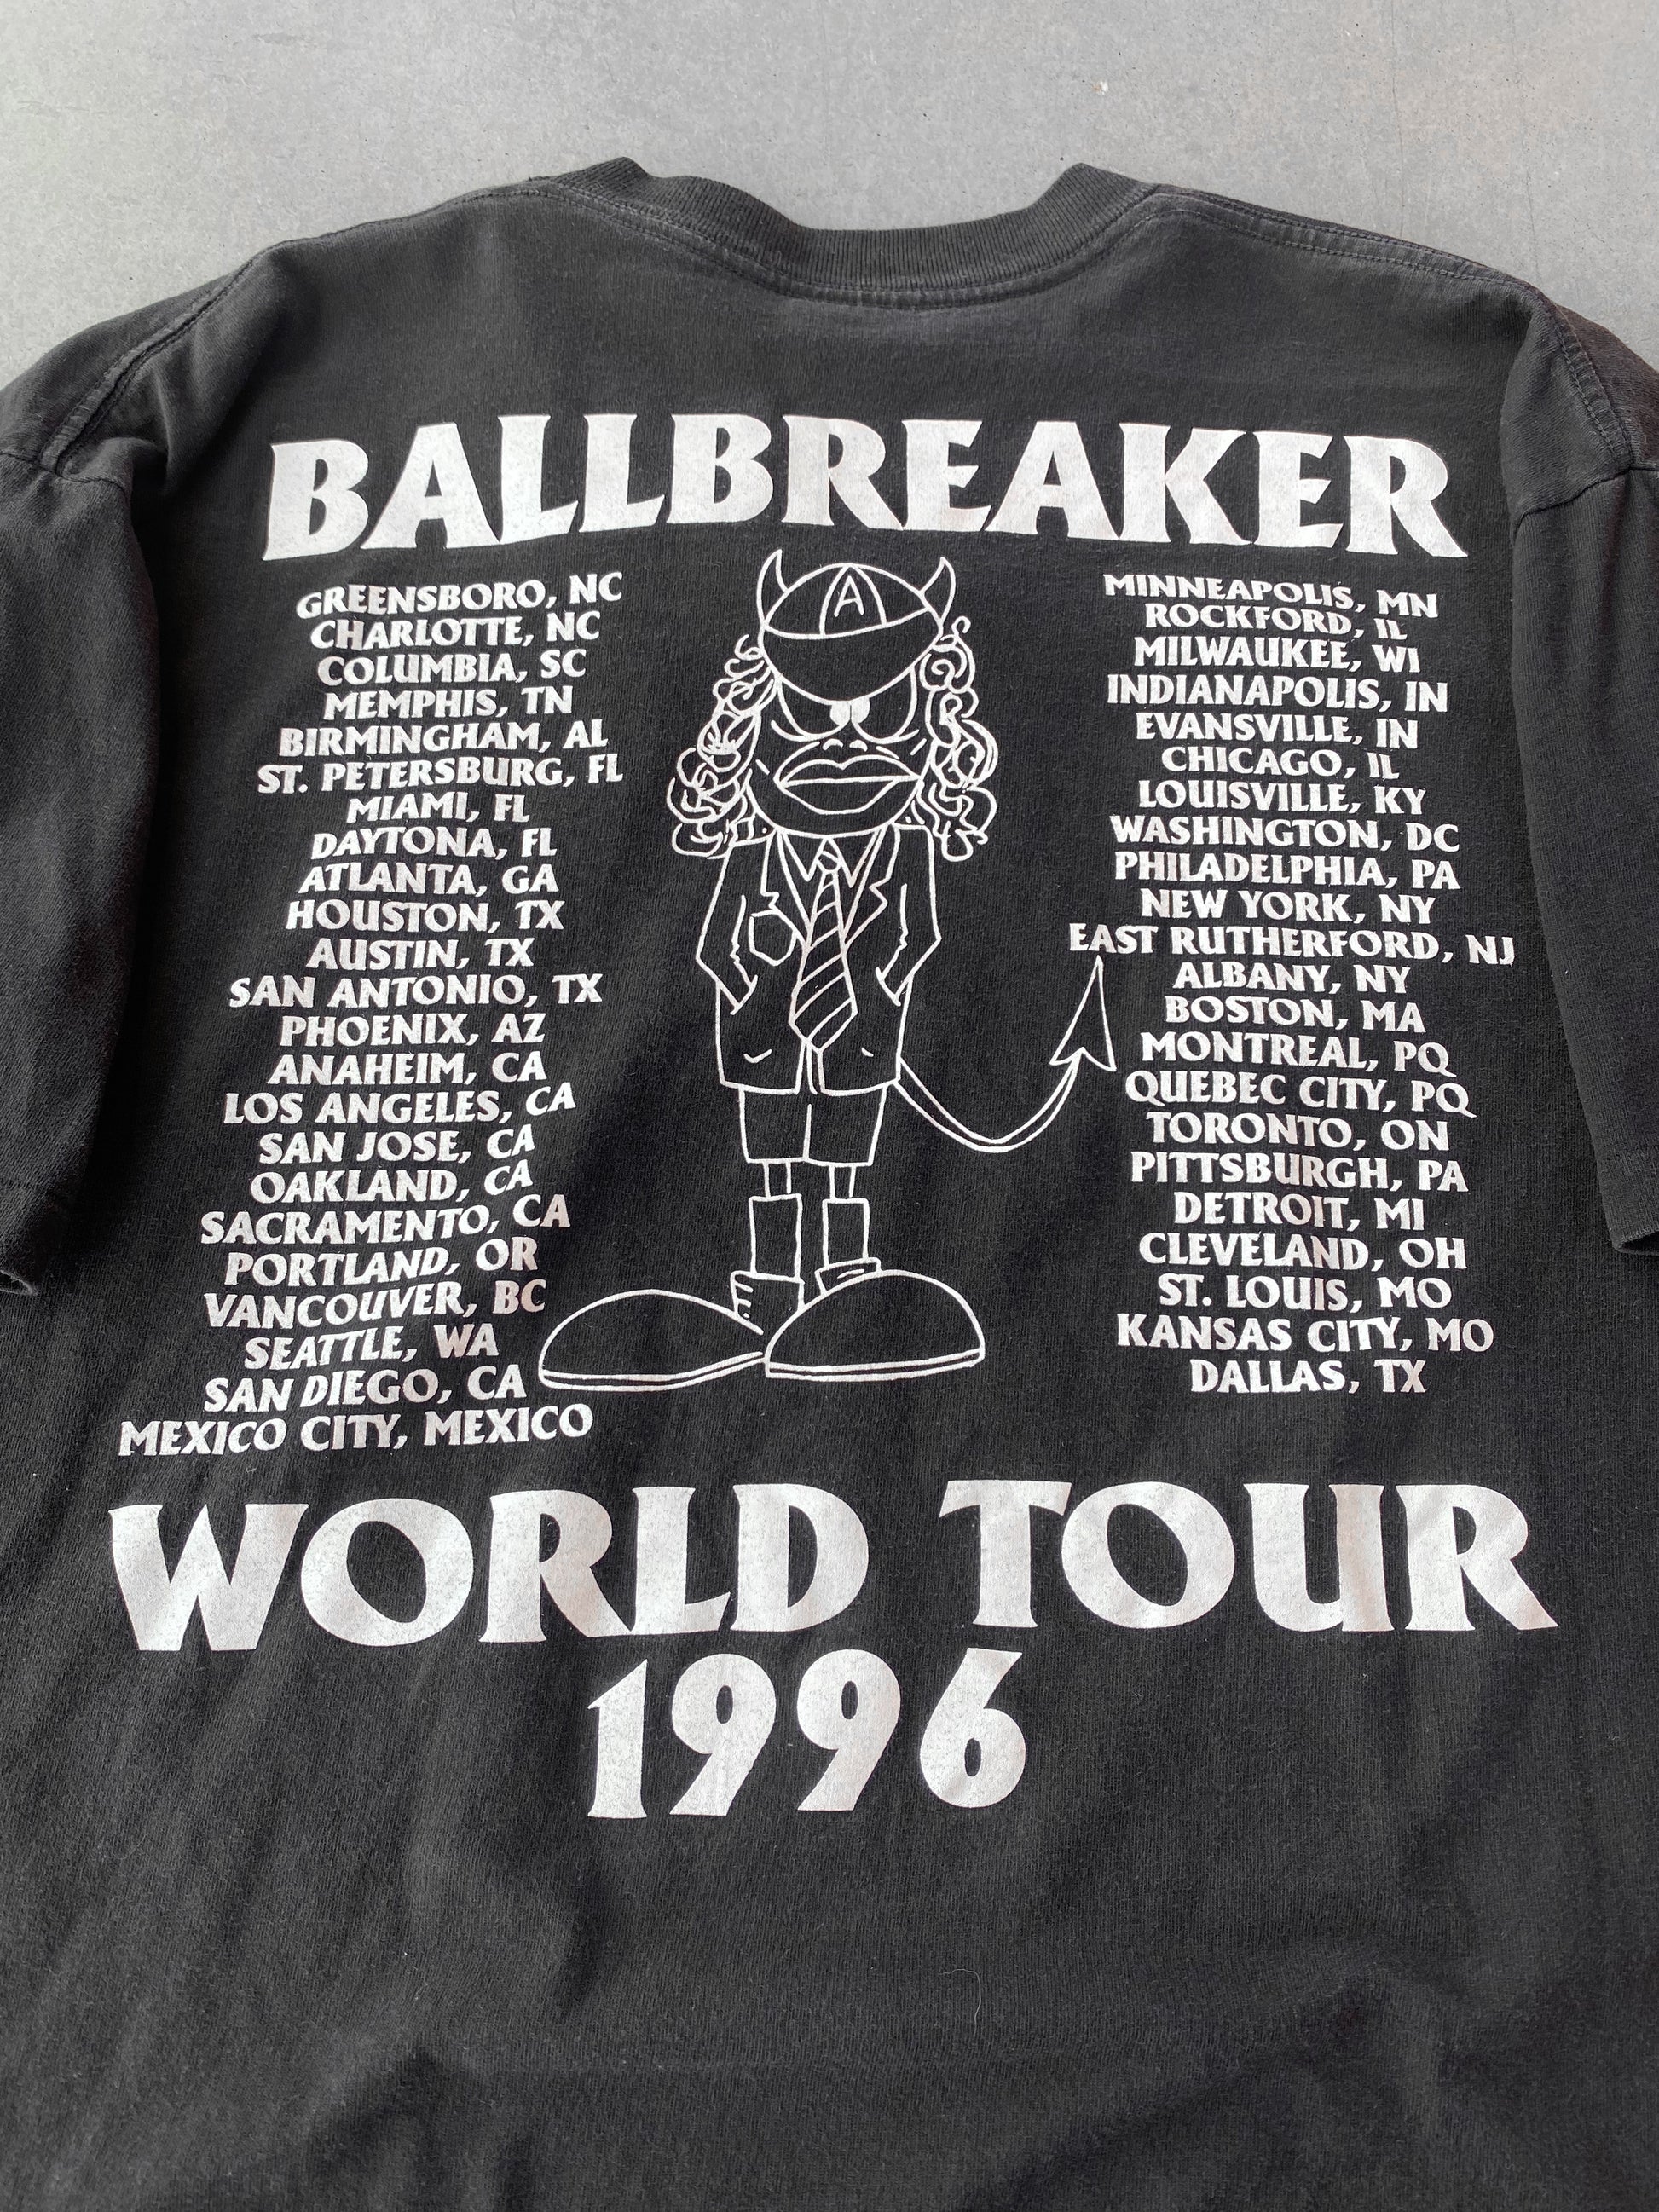 BALLBREAKER
A
GREENSBORO, NC
CHARLOTTE, NC
COLUMBIA, SC
MEMPHIS, TN
BIRMINGHAM, AL
ST. PETERSBURG, FL
MIAMI, FL
DAYTONA, FL
ATLANTA, GA
HOUSTON, TX
AUSTIN, TX
SAN ANTONIO, TX
PHOENIX, AZ
ANAHEIM, CA
LOS ANGELES, CA
SAN JOSE, CA
OAKLAND, CA
SACRAMENTO, CA
PORTLAND, OR
VANCOUVER, BC
SEATTLE, WA
SAN DIEGO, CA
MEXICO CITY, MEXICO
MINNEAPOLIS, MN
ROCKFORD, IL
MILWAUKEE, WI
INDIANAPOLIS, IN
EVANSVILLE, IN
CHICAGO, IL
LOUISVILLE, KY
WASHINGTON, DC
PHILADELPHIA, PA
NEW YORK, NY
EAST RUTHERFORD, NJ
ALBANY, NY
BOSTON, MA
MONTREAL, PQ
QUEBEC CITY, PQ
TORONTO, ON
PITTSBURGH, PA
DETROIT, MI
CLEVELAND, OH
ST. LOUIS, MO
KANSAS CITY, MO
DALLAS, TX
WORLD TOUR
1996